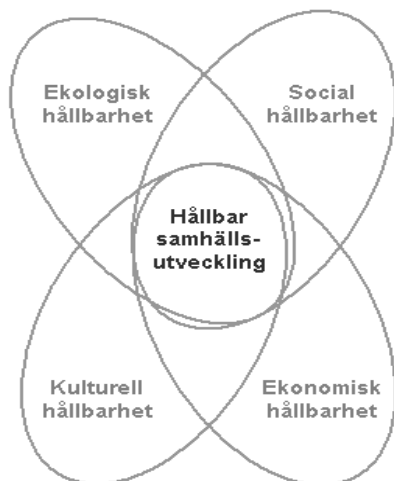 Ekologisk
hållbarhet
Social
hållbarhet
Hållbar
samhälls-
utveckling
Kulturell
hållbarhet
Ekonomisk
hållbarhet